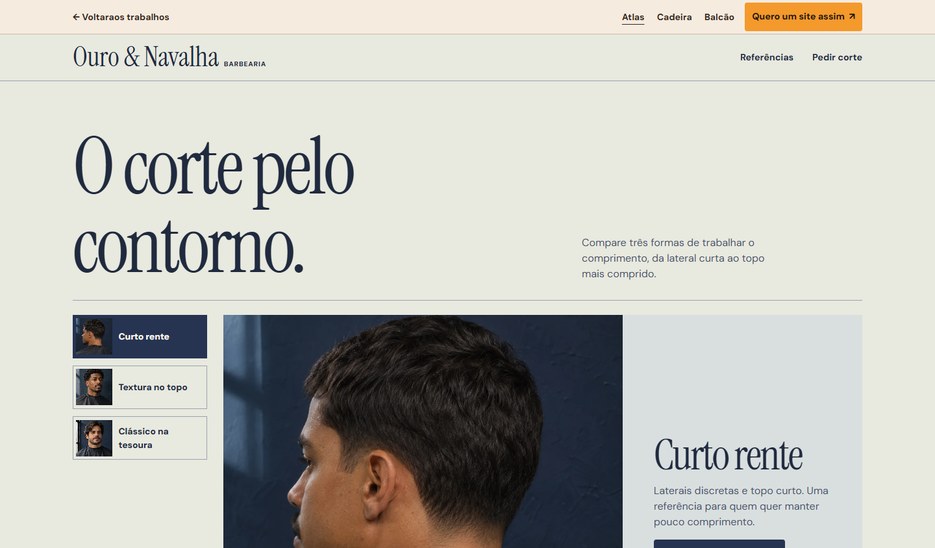 ← Voltaraos trabalhos
Atlas Cadeira Balcão Quero um site assim ↗
Ouro & Navalha BARBEARIA
Referências Pedir corte
O corte pelo
contorno.
Compare três formas de trabalhar o
comprimento, da lateral curta ao topo
mais comprido.
Curto rente
Textura no topo
Clássico na
tesoura
Curto rente
Laterais discretas e topo curto. Uma
referência para quem quer manter
pouco comprimento.